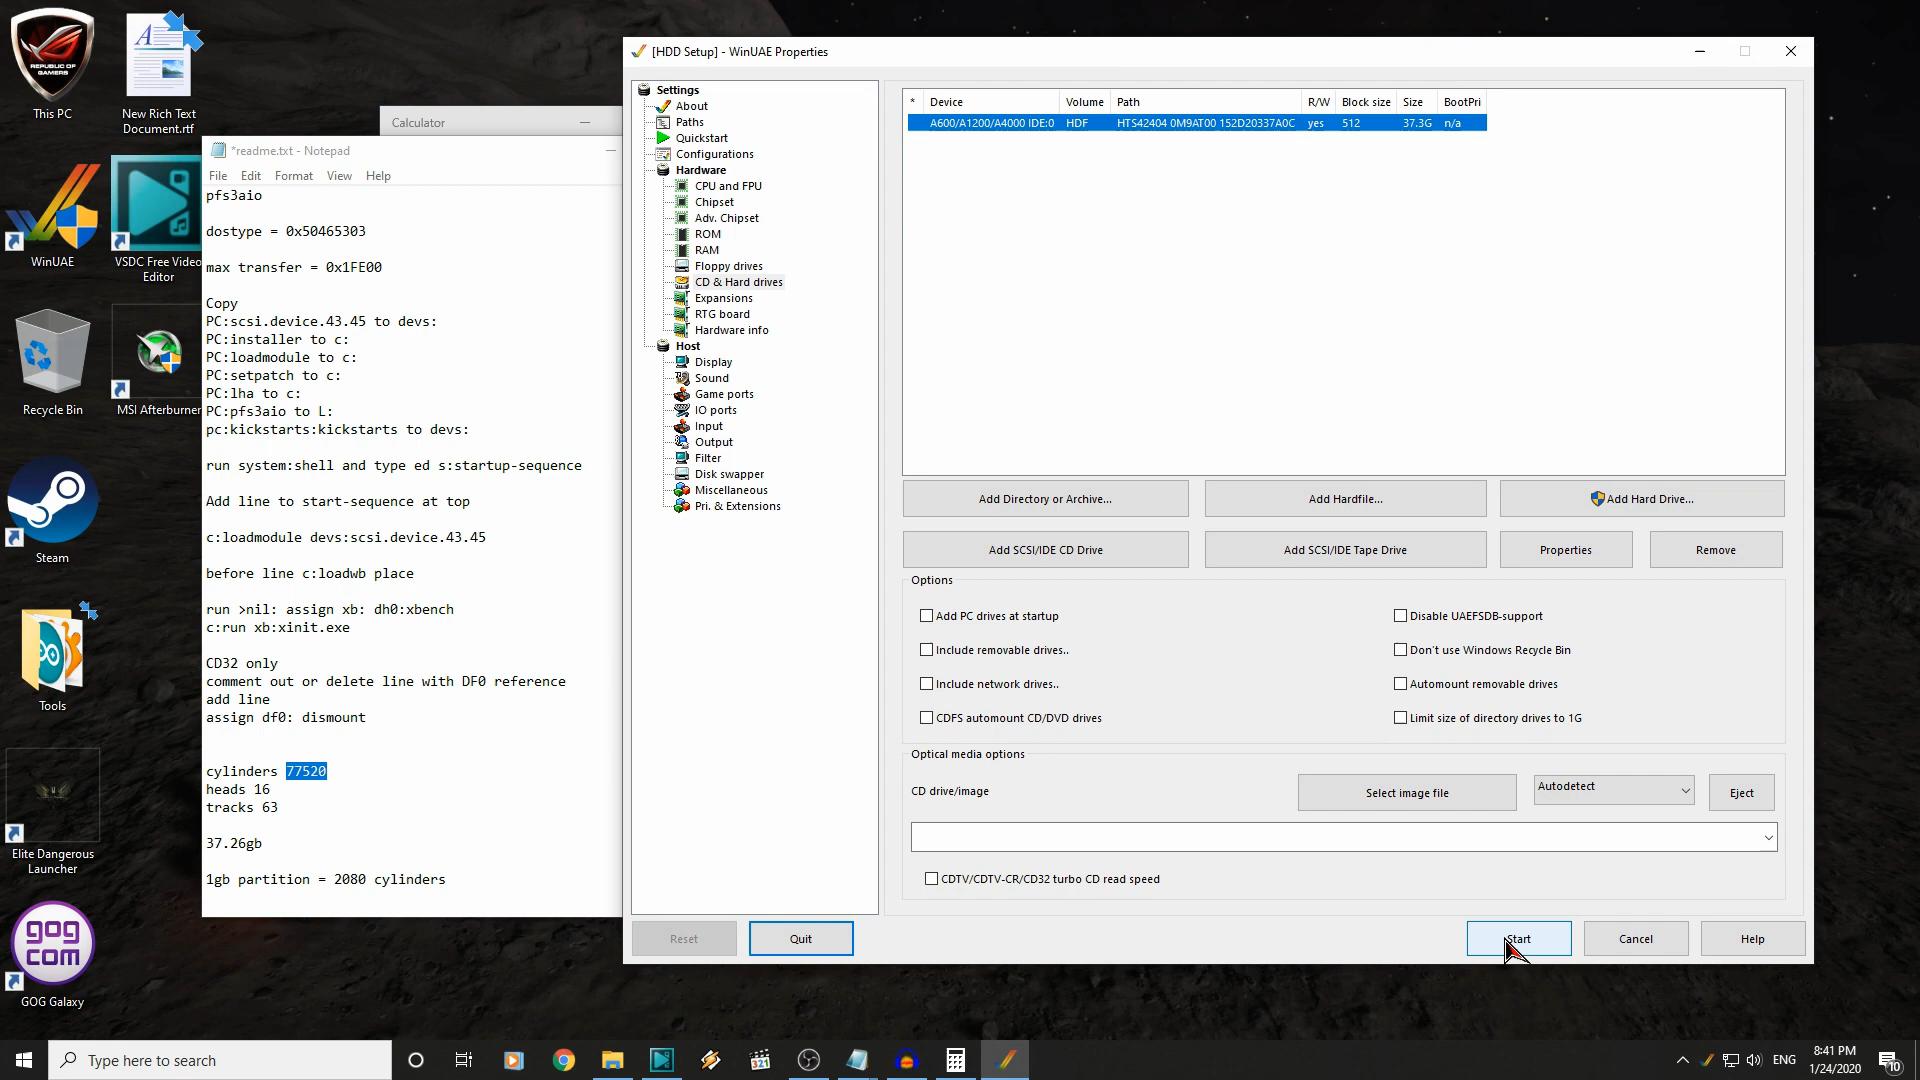 REPUBLIC OF
GAMERS
This PC
New Rich Text
Document.rtf
WinUAE
VSDC Free Video
Editor
Recycle Bin
MSI Afterburner
Steam
Tools
Elite Dangerous
Launcher
gog
com
GOG Galaxy
Calculator
*readme.txt - Notepad
File Edit Format View Help
pfs3aio
dostype = 0x50465303
max transfer = 0x1FE00
Copy
PC:scsi.device.43.45 to devs:
PC:installer to c:
PC:loadmodule to c:
PC:setpatch to c:
PC:lha to c:
PC:pfs3aio to L:
pc:kickstarts:kickstarts to devs:
run system:shell and type ed s:startup-sequence
Add line to start-sequence at top
c:loadmodule devs:scsi.device.43.45
before line c:loadwb place
run >nil: assign xb: dh0:xbench
c:run xb:xinit.exe
CD32 only
comment out or delete line with DF0 reference
add line
assign df0: dismount
cylinders 77520
heads 16
tracks 63
37.26gb
1gb partition = 2080 cylinders
[HDD Setup] - WinUAE Properties
Settings
About
Paths
Quickstart
Configurations
Hardware
CPU and FPU
Chipset
Adv. Chipset
ROM
RAM
Floppy drives
CD & Hard drives
Expansions
RTG board
Hardware info
Host
Display
Sound
Game ports
IO ports
Input
Output
Filter
Disk swapper
Miscellaneous
Pri. & Extensions
* Device Volume Path R/W Block size Size BootPri
A600/A1200/A4000 IDE:0 HDF HTS42404 0M9AT00 152D20337A0C yes 512 37.3G n/a
Add Directory or Archive... Add Hardfile... Add Hard Drive...
Add SCSI/IDE CD Drive Add SCSI/IDE Tape Drive Properties Remove
Options
Add PC drives at startup Disable UAEFSDB-support
Include removable drives.. Don't use Windows Recycle Bin
Include network drives.. Automount removable drives
CDFS automount CD/DVD drives Limit size of directory drives to 1G
Optical media options
CD drive/image Select image file Autodetect Eject
CDTV/CDTV-CR/CD32 turbo CD read speed
Reset Quit Start Cancel Help
Type here to search
321
ENG
8:41 PM
1/24/2020
10